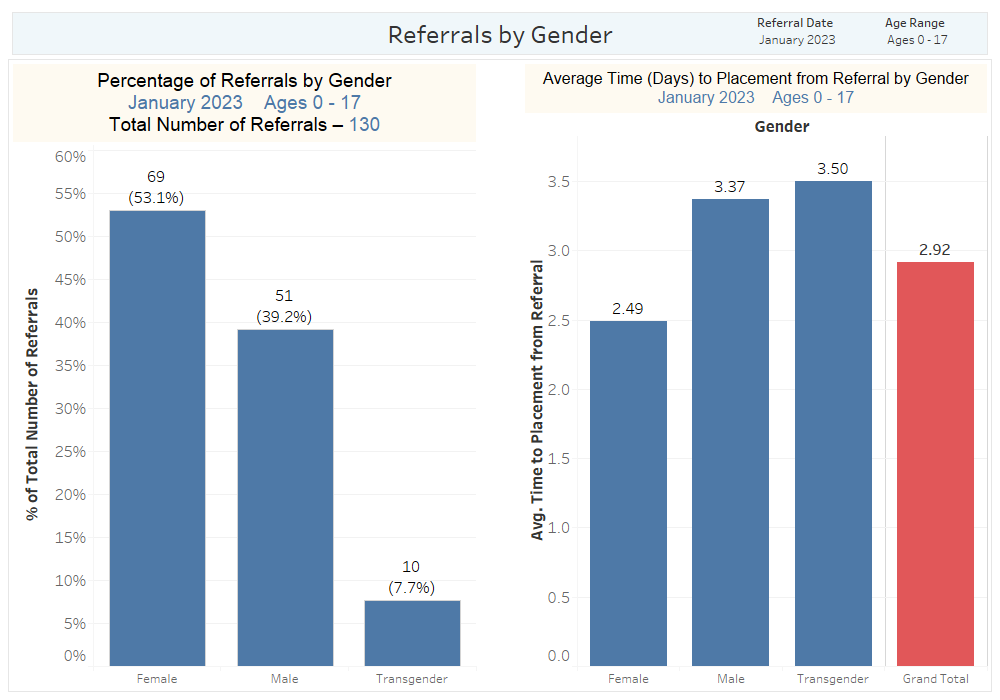 Referrals by Gender
Referral Date
January 2023
Age Range
Ages 0 - 17
Percentage of Referrals by Gender
January 2023 Ages 0 - 17
Total Number of Referrals – 130
% of Total Number of Referrals
60%
55%
50%
45%
40%
35%
30%
25%
20%
15%
10%
5%
0%
69
(53.1%)
51
(39.2%)
10
(7.7%)
Female
Male
Transgender
Average Time (Days) to Placement from Referral by Gender
January 2023 Ages 0 - 17
Gender
Avg. Time to Placement from Referral
3.5
3.0
2.5
2.0
1.5
1.0
0.5
0.0
2.49
3.37
3.50
2.92
Female
Male
Transgender
Grand Total